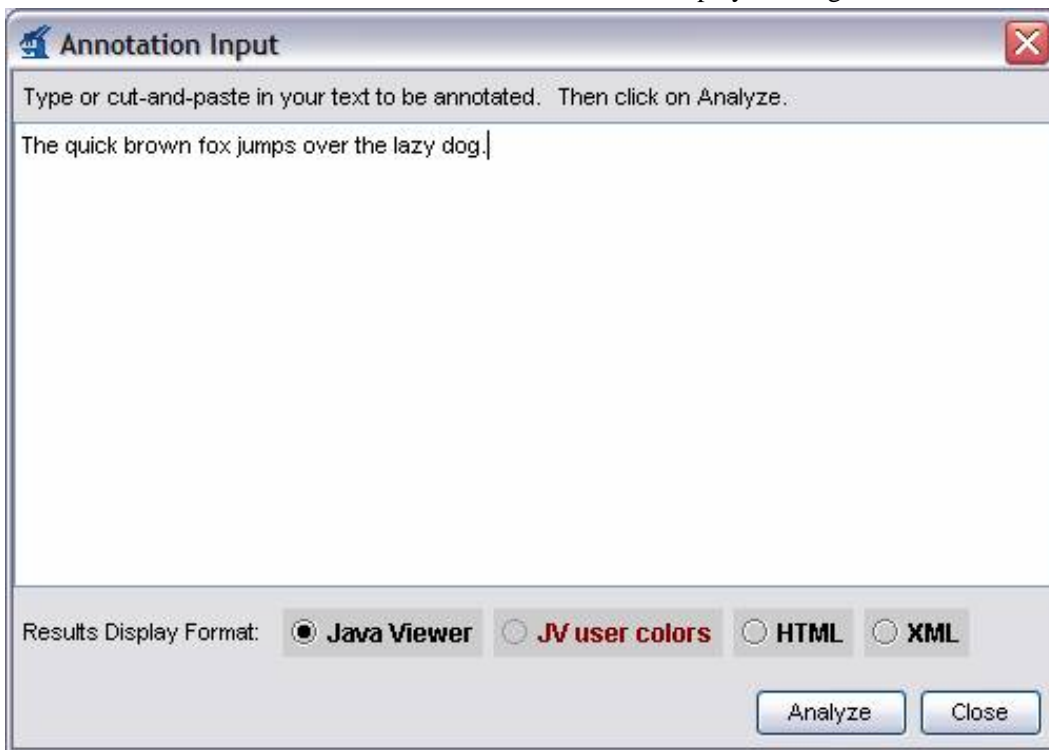 Annotation Input
Type or cut-and-paste in your text to be annotated. Then click on Analyze.
The quick brown fox jumps over the lazy dog.
Results Display Format: Java Viewer JV user colors HTML XML
Analyze Close